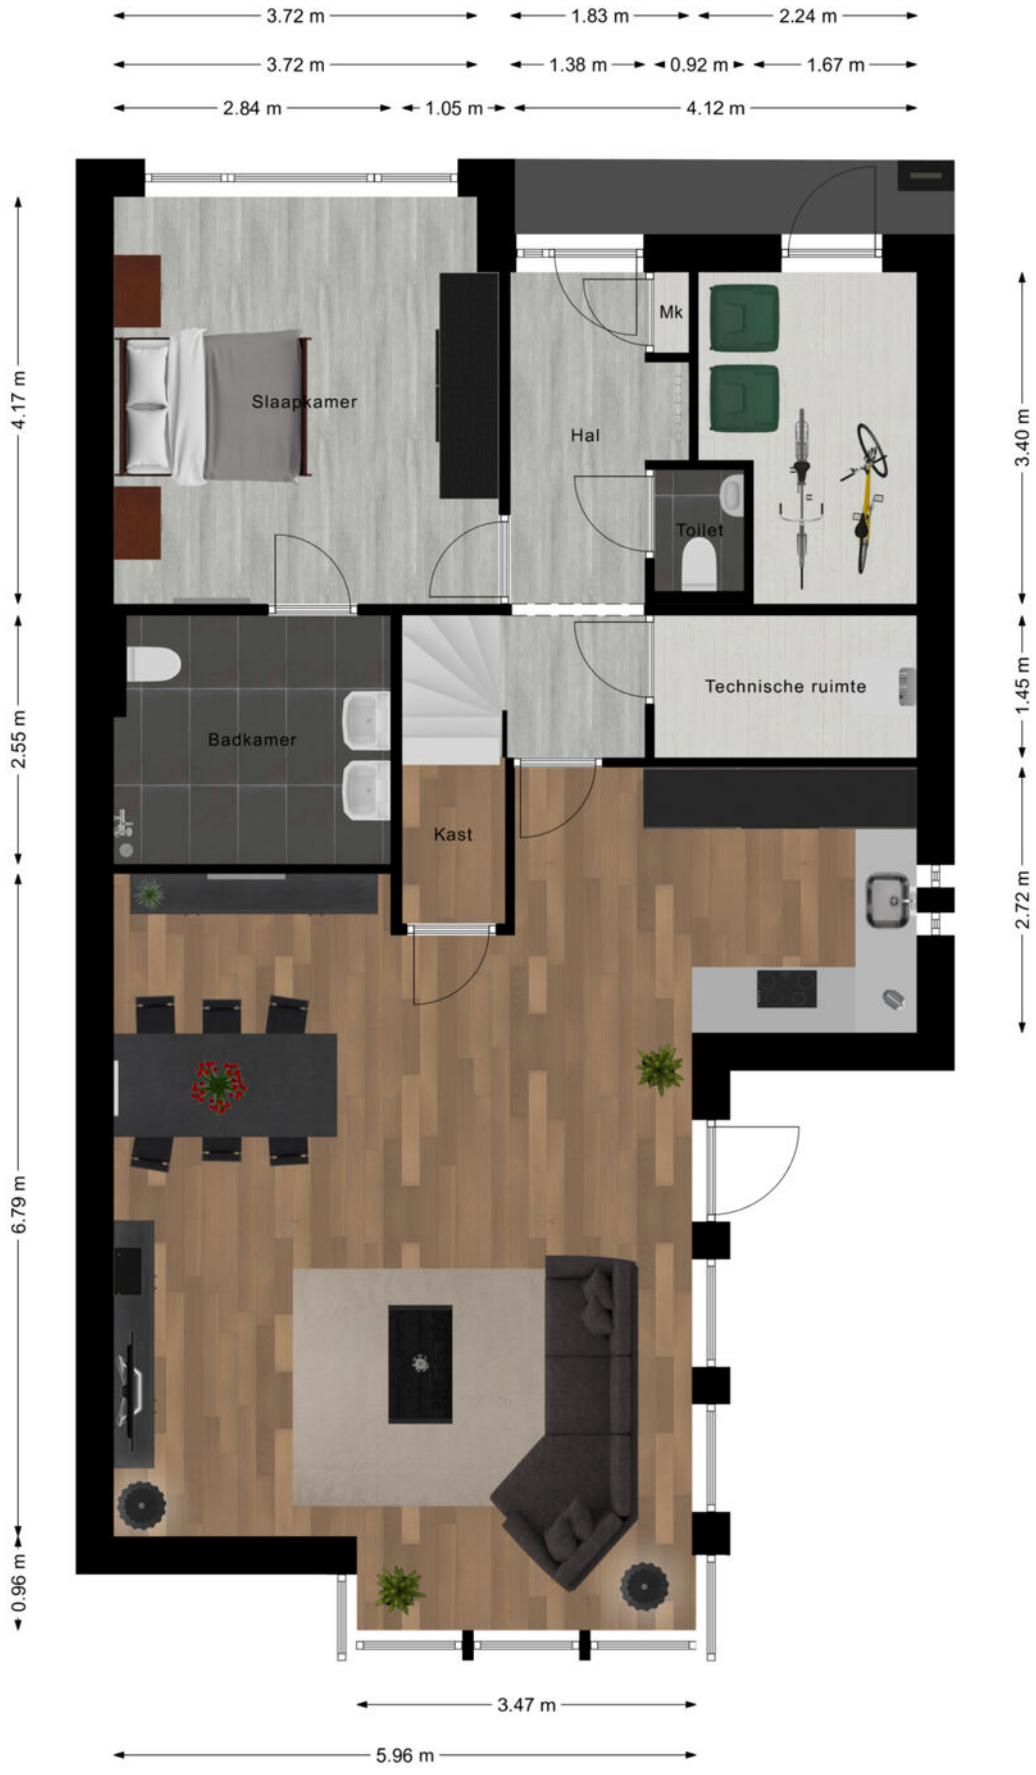 3.72 m 1.83 m 2.24 m
3.72 m 1.38 m 0.92 m 1.67 m
2.84 m 1.05 m 4.12 m
Mk
4.17 m
Slaapkamer
Hal
3.40 m
Toilet
Technische ruimte
1.45 m
2.55 m
Badkamer
Kast
2.72 m
6.79 m
0.96 m
3.47 m
5.96 m